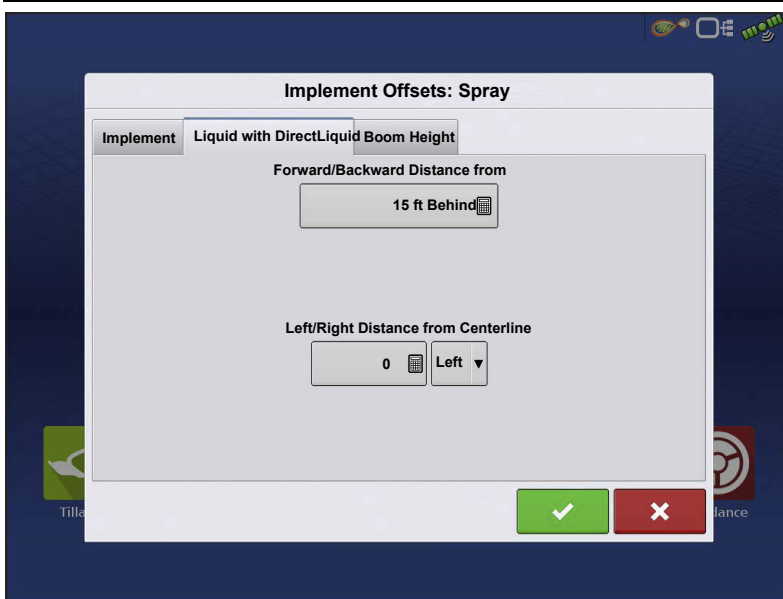 Implement Offsets: Spray
Implement Liquid with DirectLiquid Boom Height
Forward/Backward Distance from
15 ft Behind
Left/Right Distance from Centerline
0 Left ▼
Tilla
dance